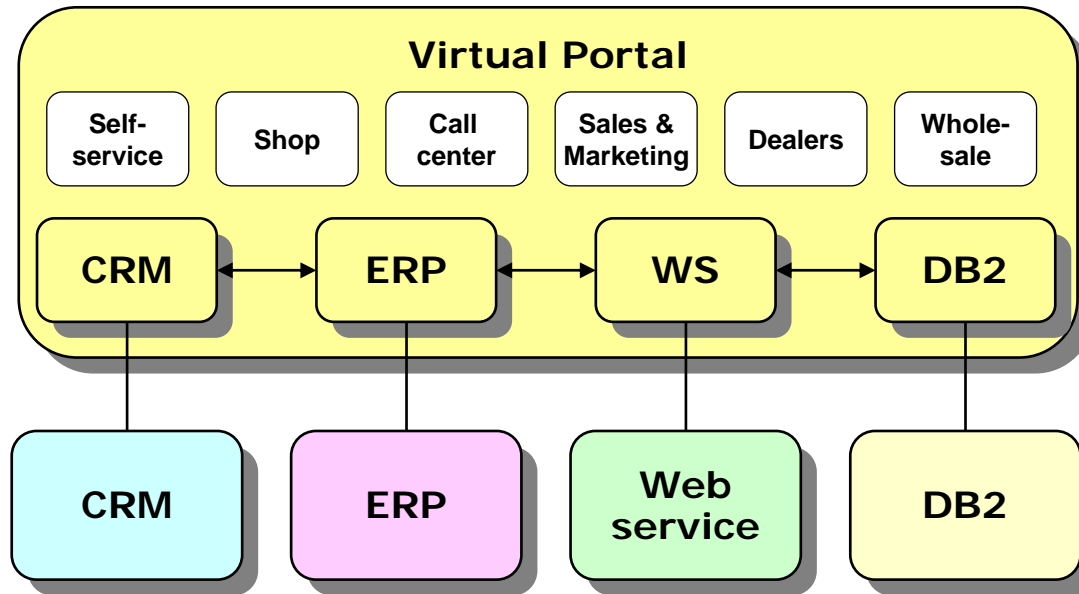 Virtual Portal
Self-
service
Shop
Call
center
Sales &
Marketing
Dealers
Whole-
sale
CRM
ERP
WS
DB2
CRM
ERP
Web
service
DB2